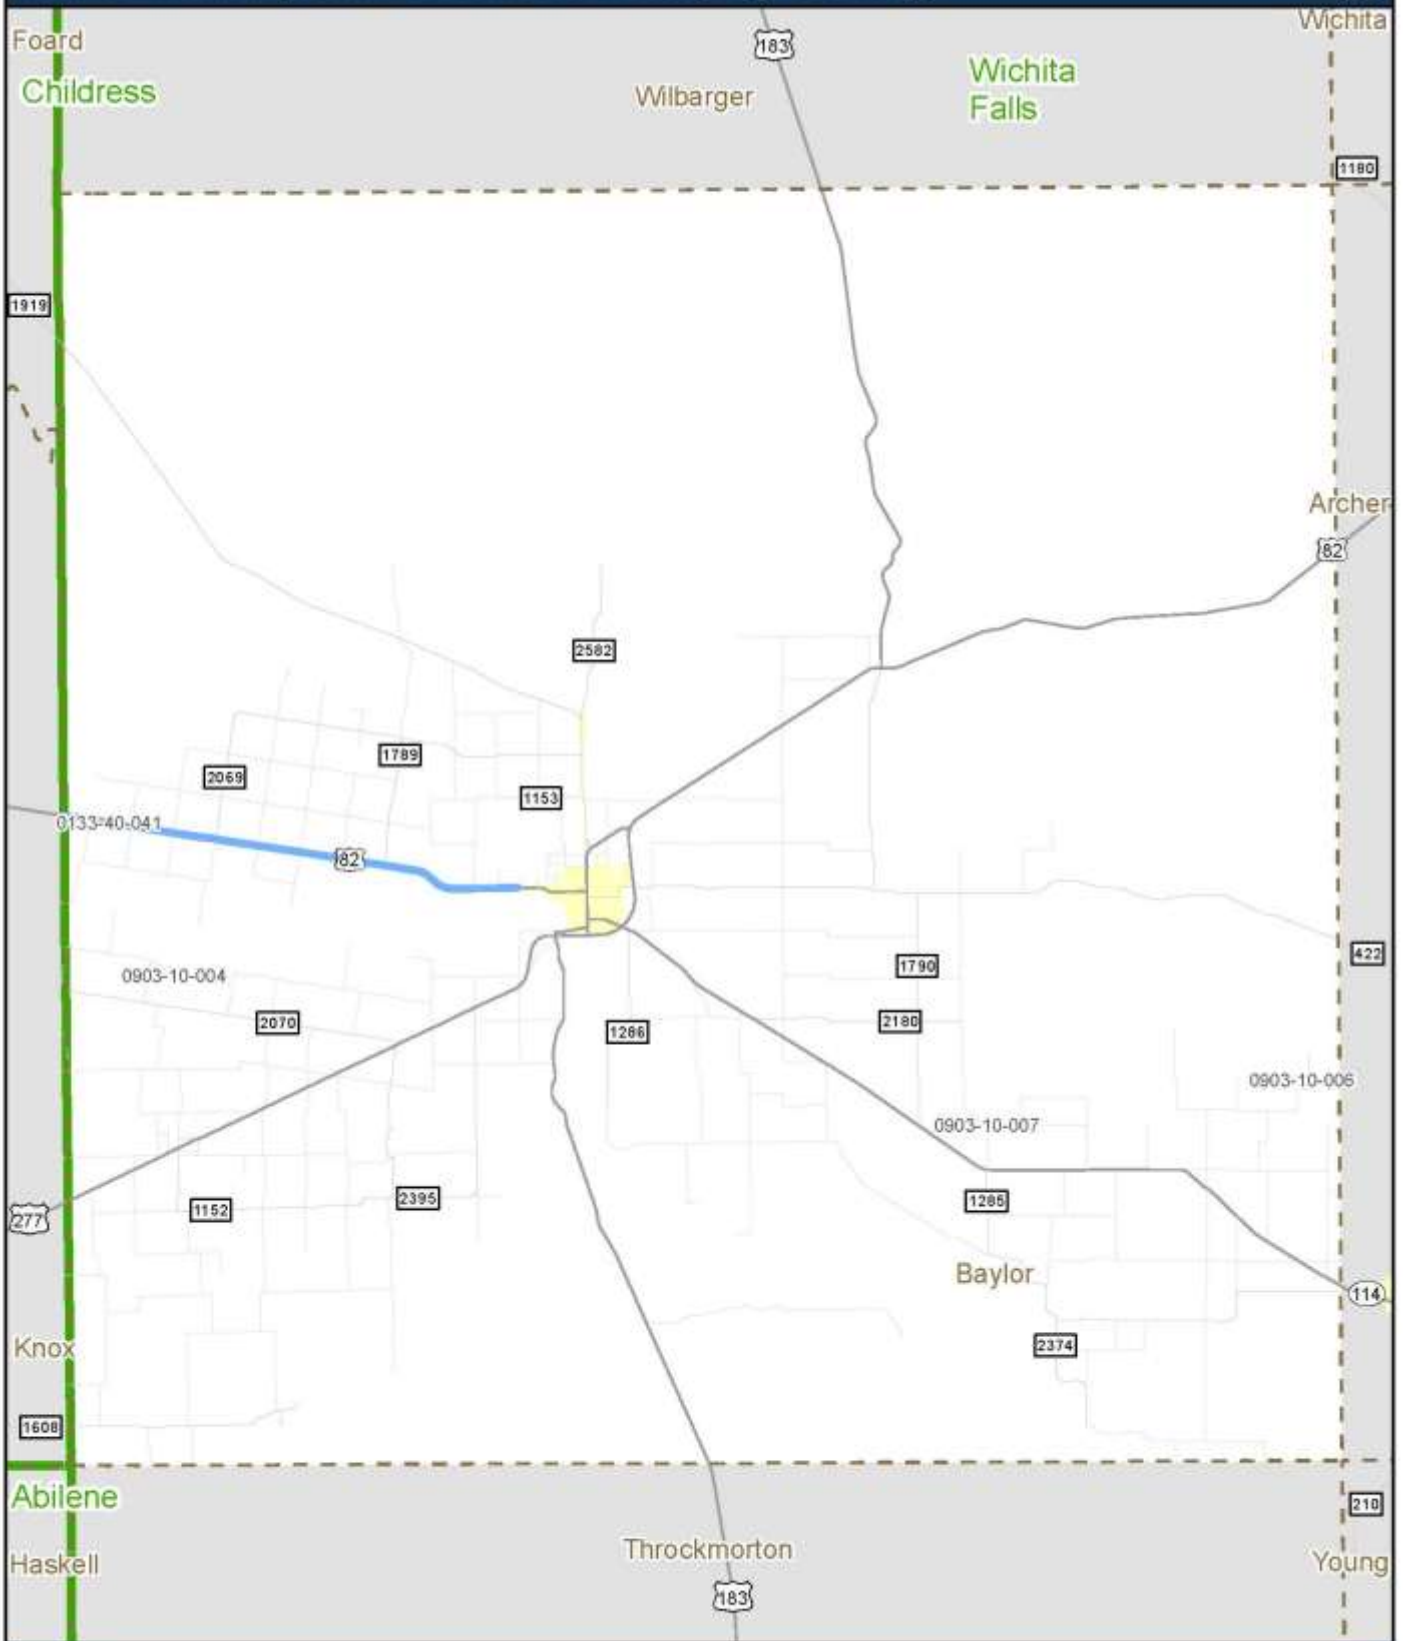 Foard
Wichita
183
Childress
Wichita
Falls
Wilbarger
1180
1919
Archer
82
2582
1789
2069
1153
0133-40-041
82
422
1790
0903-10-004
2180
2070
1286
0903-10-006
0903-10-007
2395
1285
1152
277
Baylor
114
Knox
2374
1608
Abilene
210
Throckmorton
Haskell
Young
183